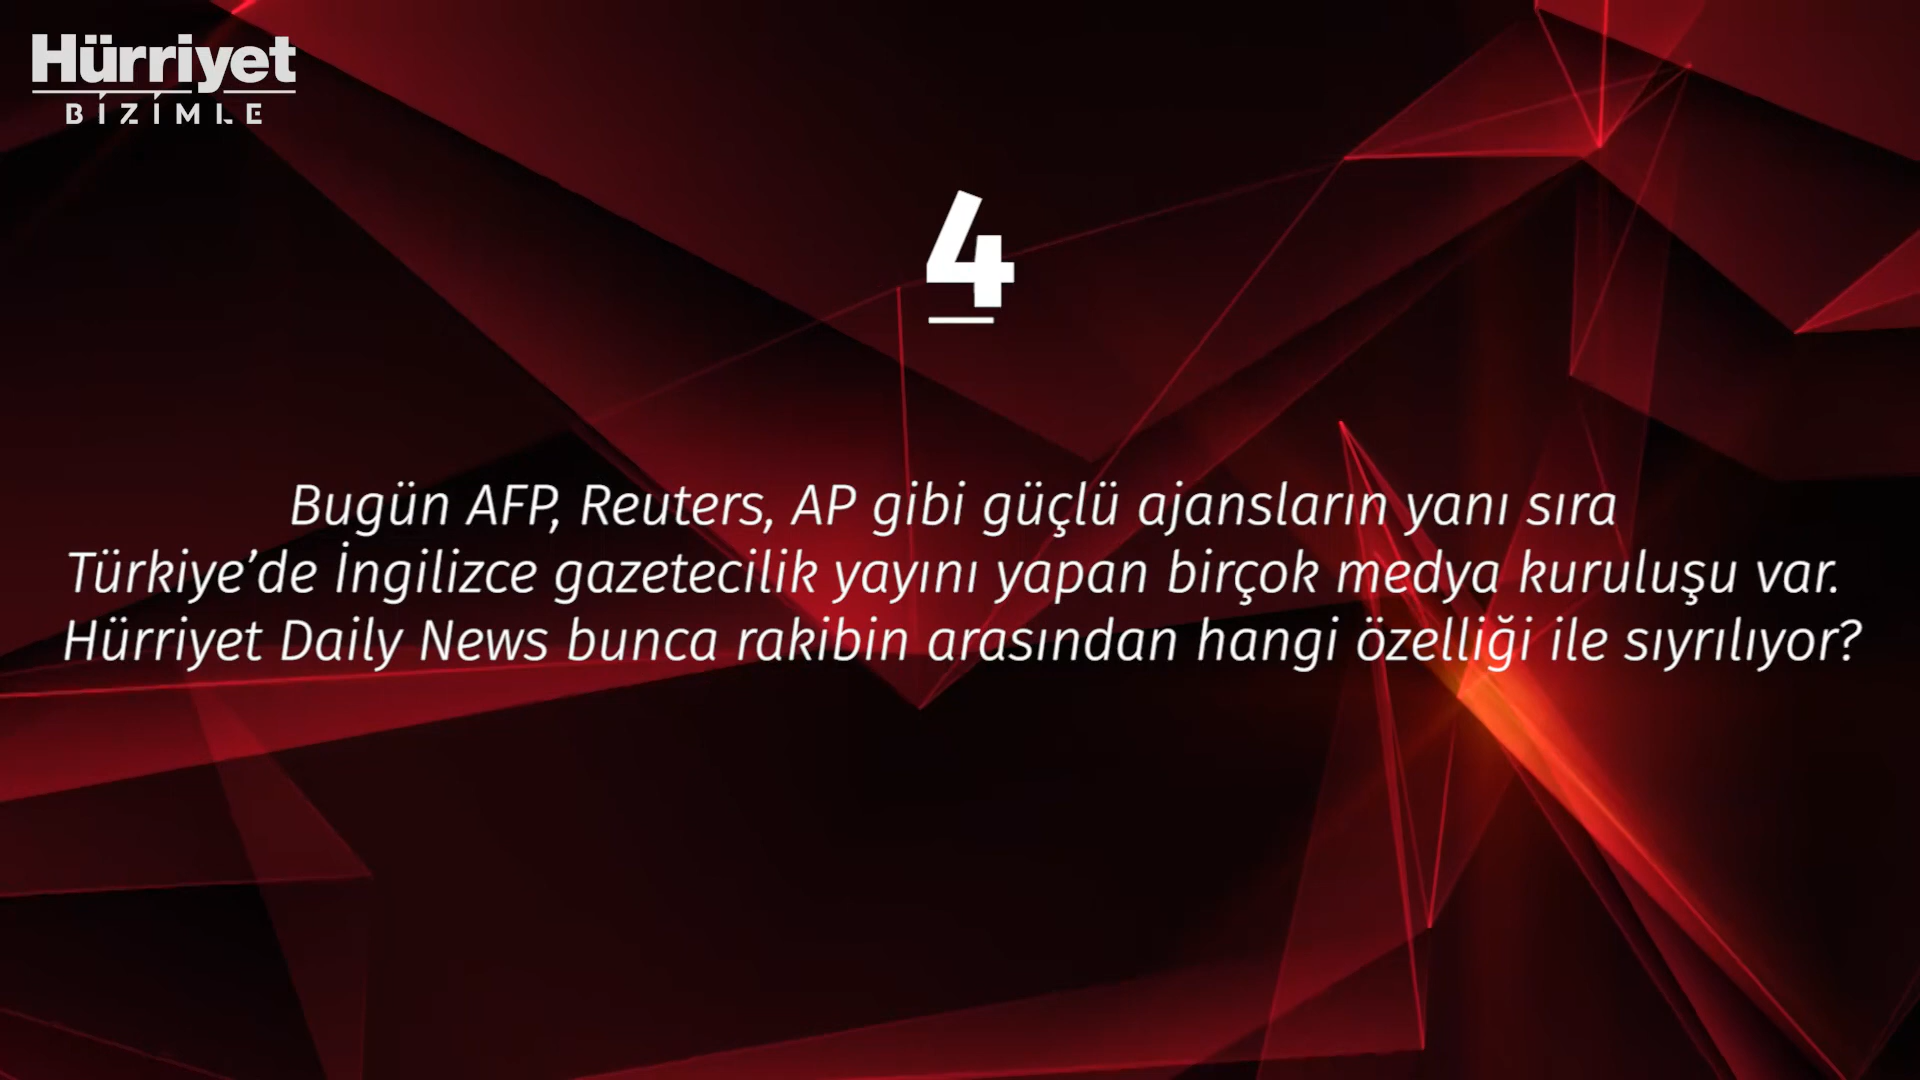 Hürriyet
BİZİMLE
4
Bugün AFP, Reuters, AP gibi güçlü ajansların yanı sıra
Türkiye’de İngilizce gazetecilik yayını yapan birçok medya kuruluşu var.
Hürriyet Daily News bunca rakibin arasından hangi özelliği ile sıyrılıyor?